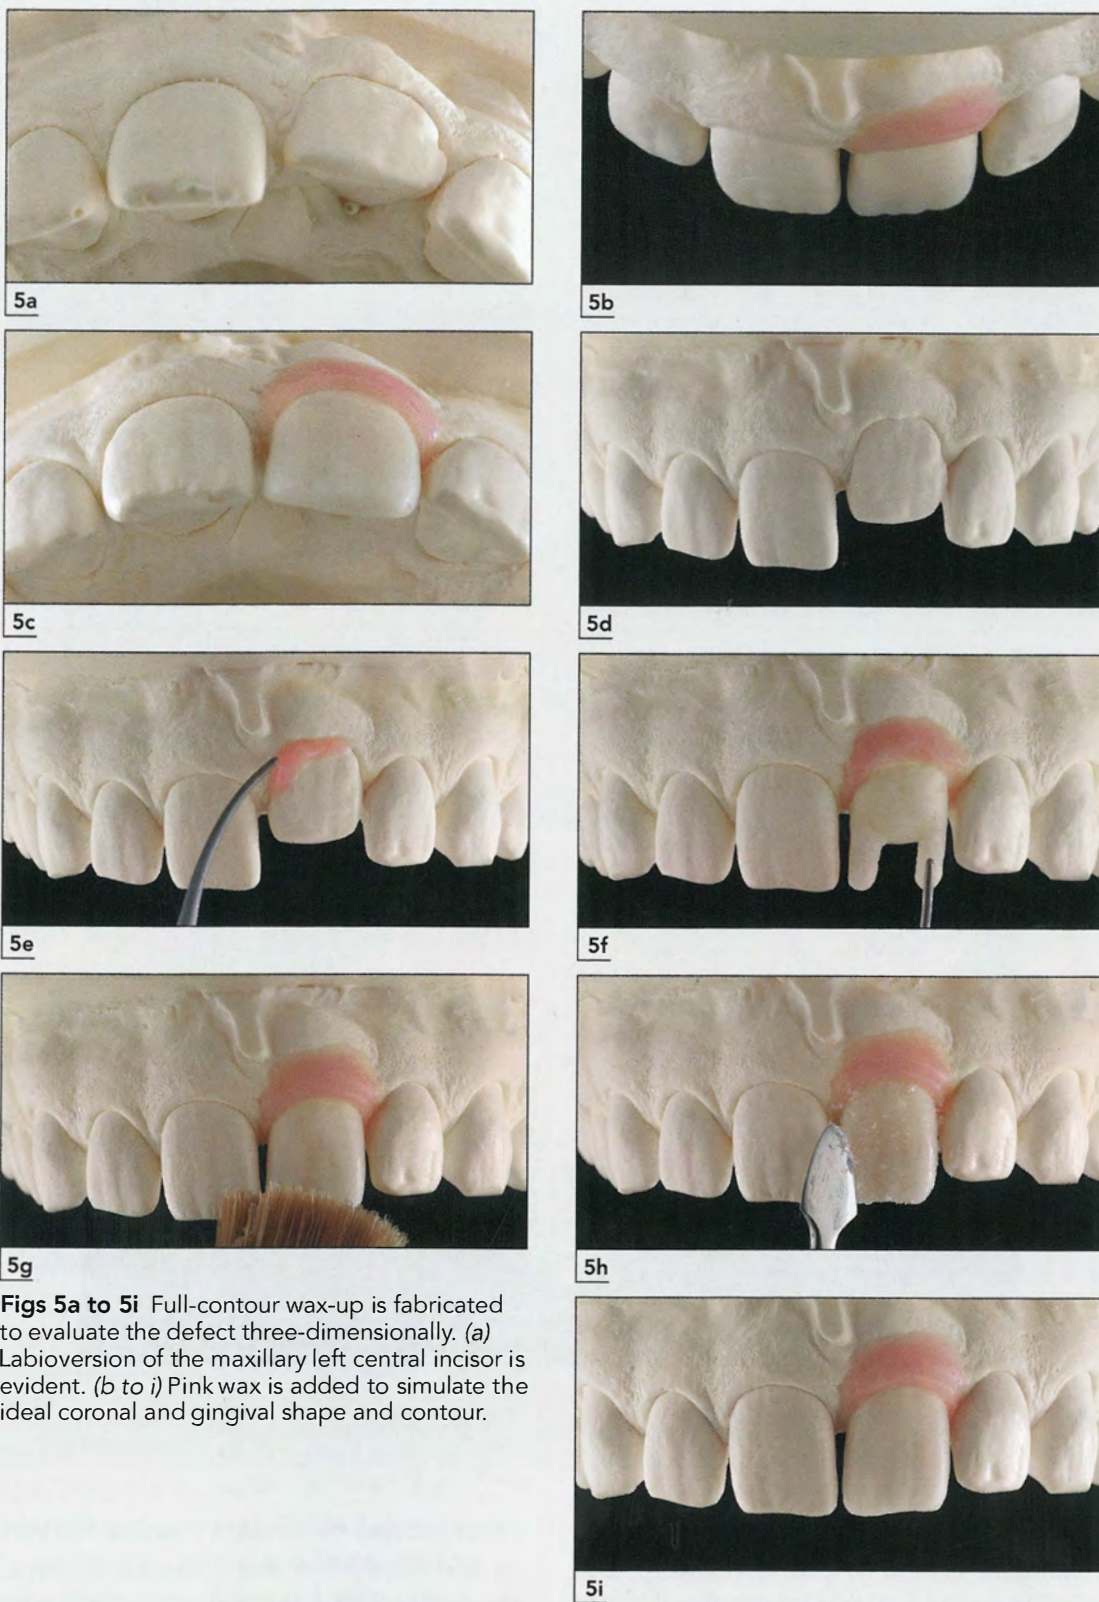 5a
5b
5c
5d
5e
5f
5g
5h
Figs 5a to 5i Full-contour wax-up is fabricated
to evaluate the defect three-dimensionally. (a)
Labioversion of the maxillary left central incisor is
evident. (b to i) Pink wax is added to simulate the
ideal coronal and gingival shape and contour.
5i